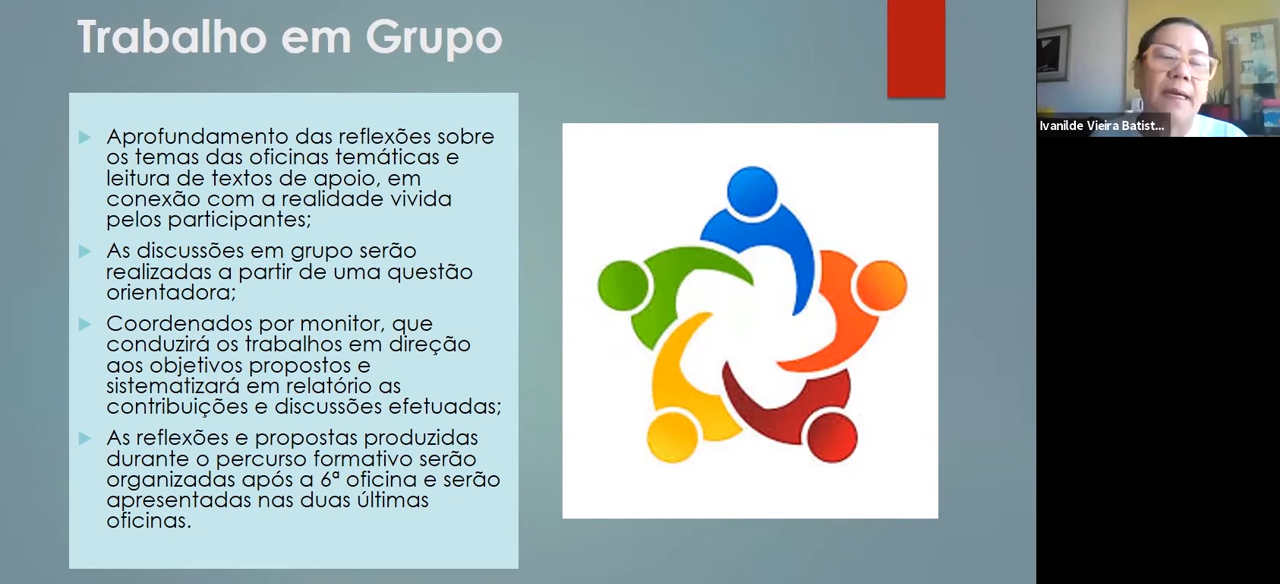 Trabalho em Grupo
Aprofundamento das reflexões sobre
os temas das oficinas temáticas e
leitura de textos de apoio, em
conexão com a realidade vivida
pelos participantes;
As discussões em grupo serão
realizadas a partir de uma questão
orientadora;
Coordenados por monitor, que
conduzirá os trabalhos em direção
aos objetivos propostos e
sistematizará em relatório as
contribuições e discussões efetuadas;
As reflexões e propostas produzidas
durante o percurso formativo serão
organizadas após a 6ª oficina e serão
apresentadas nas duas últimas
oficinas.
Ivanilde Vieira Batist...